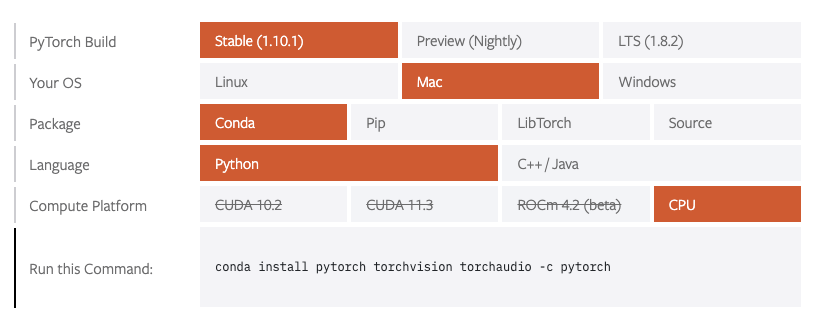 PyTorch Build Stable (1.10.1) Preview (Nightly) LTS (1.8.2)
Your OS Linux Mac Windows
Package Conda Pip LibTorch Source
Language Python C++ / Java
Compute Platform CUDA 10.2 CUDA 11.3 ROCm 4.2 (beta) CPU
Run this Command: conda install pytorch torchvision torchaudio -c pytorch